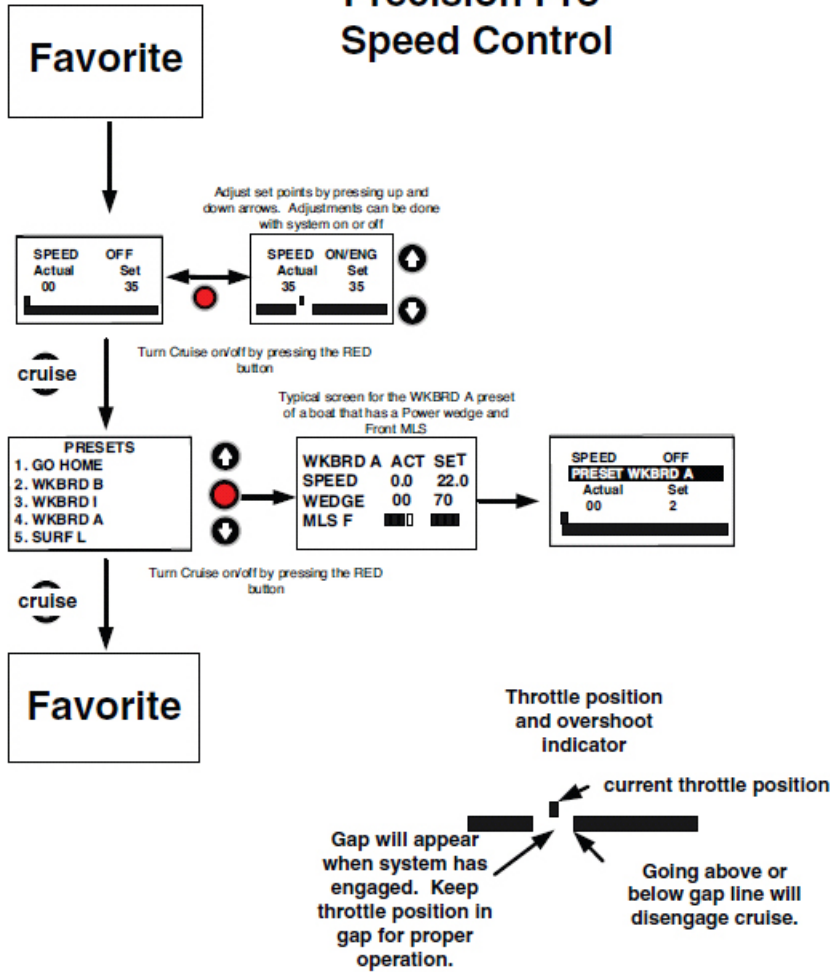 Speed Control
Favorite
Adjust set points by pressing up and
down arrows. Adjustments can be done
with system on or off
SPEED OFF
Actual Set
00 35
SPEED ON/ENG
Actual Set
35 35
Turn Cruise on/off by pressing the RED
button
cruise
Typical screen for the WKBRD A preset
of a boat that has a Power wedge and
Front MLS
PRESETS
1. GO HOME
2. WKBRD B
3. WKBRD I
4. WKBRD A
5. SURF L
WKBRD A ACT SET
SPEED 0.0 22.0
WEDGE 00 70
MLS F
SPEED OFF
PRESET WKBRD A
Actual Set
00 2
Turn Cruise on/off by pressing the RED
button
cruise
Favorite
Throttle position
and overshoot
indicator
current throttle position
Gap will appear
when system has
engaged. Keep
throttle position in
gap for proper
operation.
Going above or
below gap line will
disengage cruise.